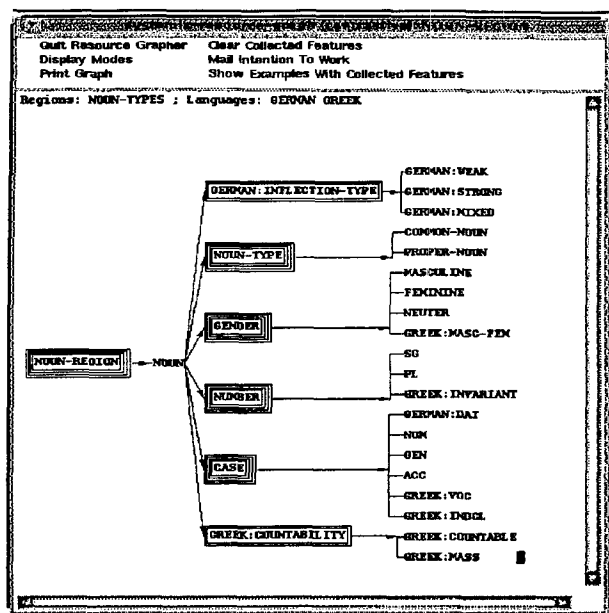 Quit Resource Grapher Clear Collected Features
Display Modes Mail Intention To Work
Print Graph Show Examples With Collected Features
Regions: NOUN-TYPES ; Languages: GERMAN GREEK
GERMAN:WEAK
GERMAN:INFLECTION-TYPE GERMAN:STRONG
GERMAN:MIXED
COMMON-NOUN
NOUN-TYPE PROPER-NOUN
MASCULINE
FEMININE
GENDER NEUTER
GREEK:MASC-FEM
SG
NOUN-REGION NOUN PL
NUMBER GREEK:INVARIANT
GERMAN:DAT
NOM
CASE GEN
ACC
GREEK:VOC
GREEK:INDCL
GREEK:COUNTABILITY GREEK:COUNTABLE
GREEK:MASS